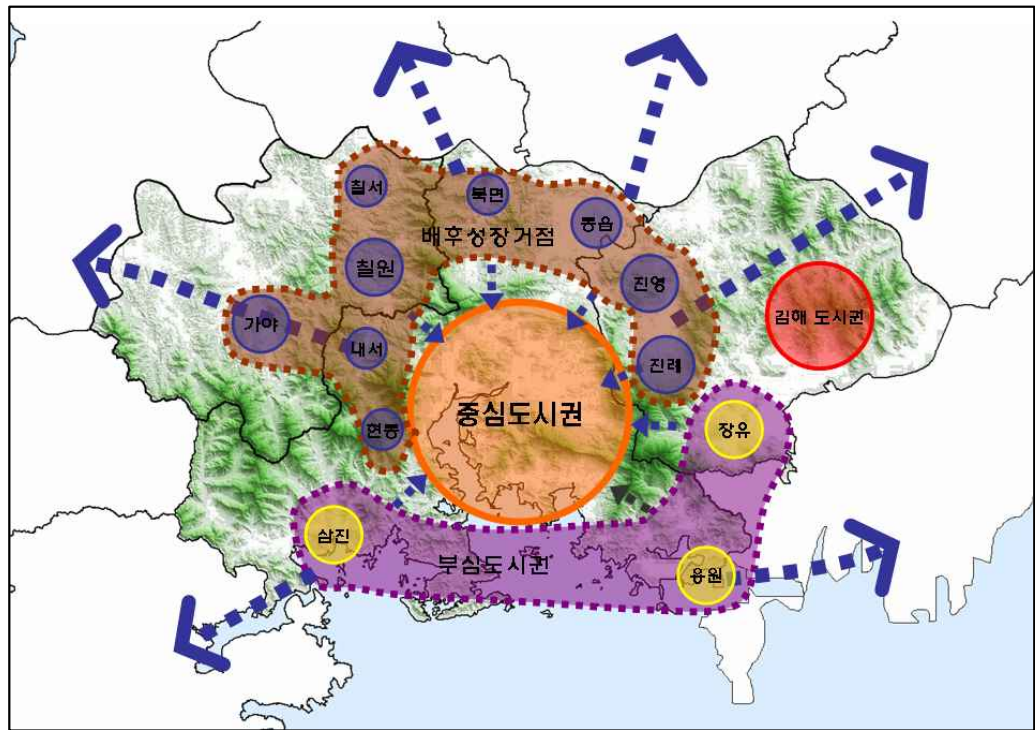 칠서
북면
동읍
배후성장거점
칠원
진영
가야
김해 도시권
내서
진례
중심도시권
현동
장유
삼진
부심도시권
용원